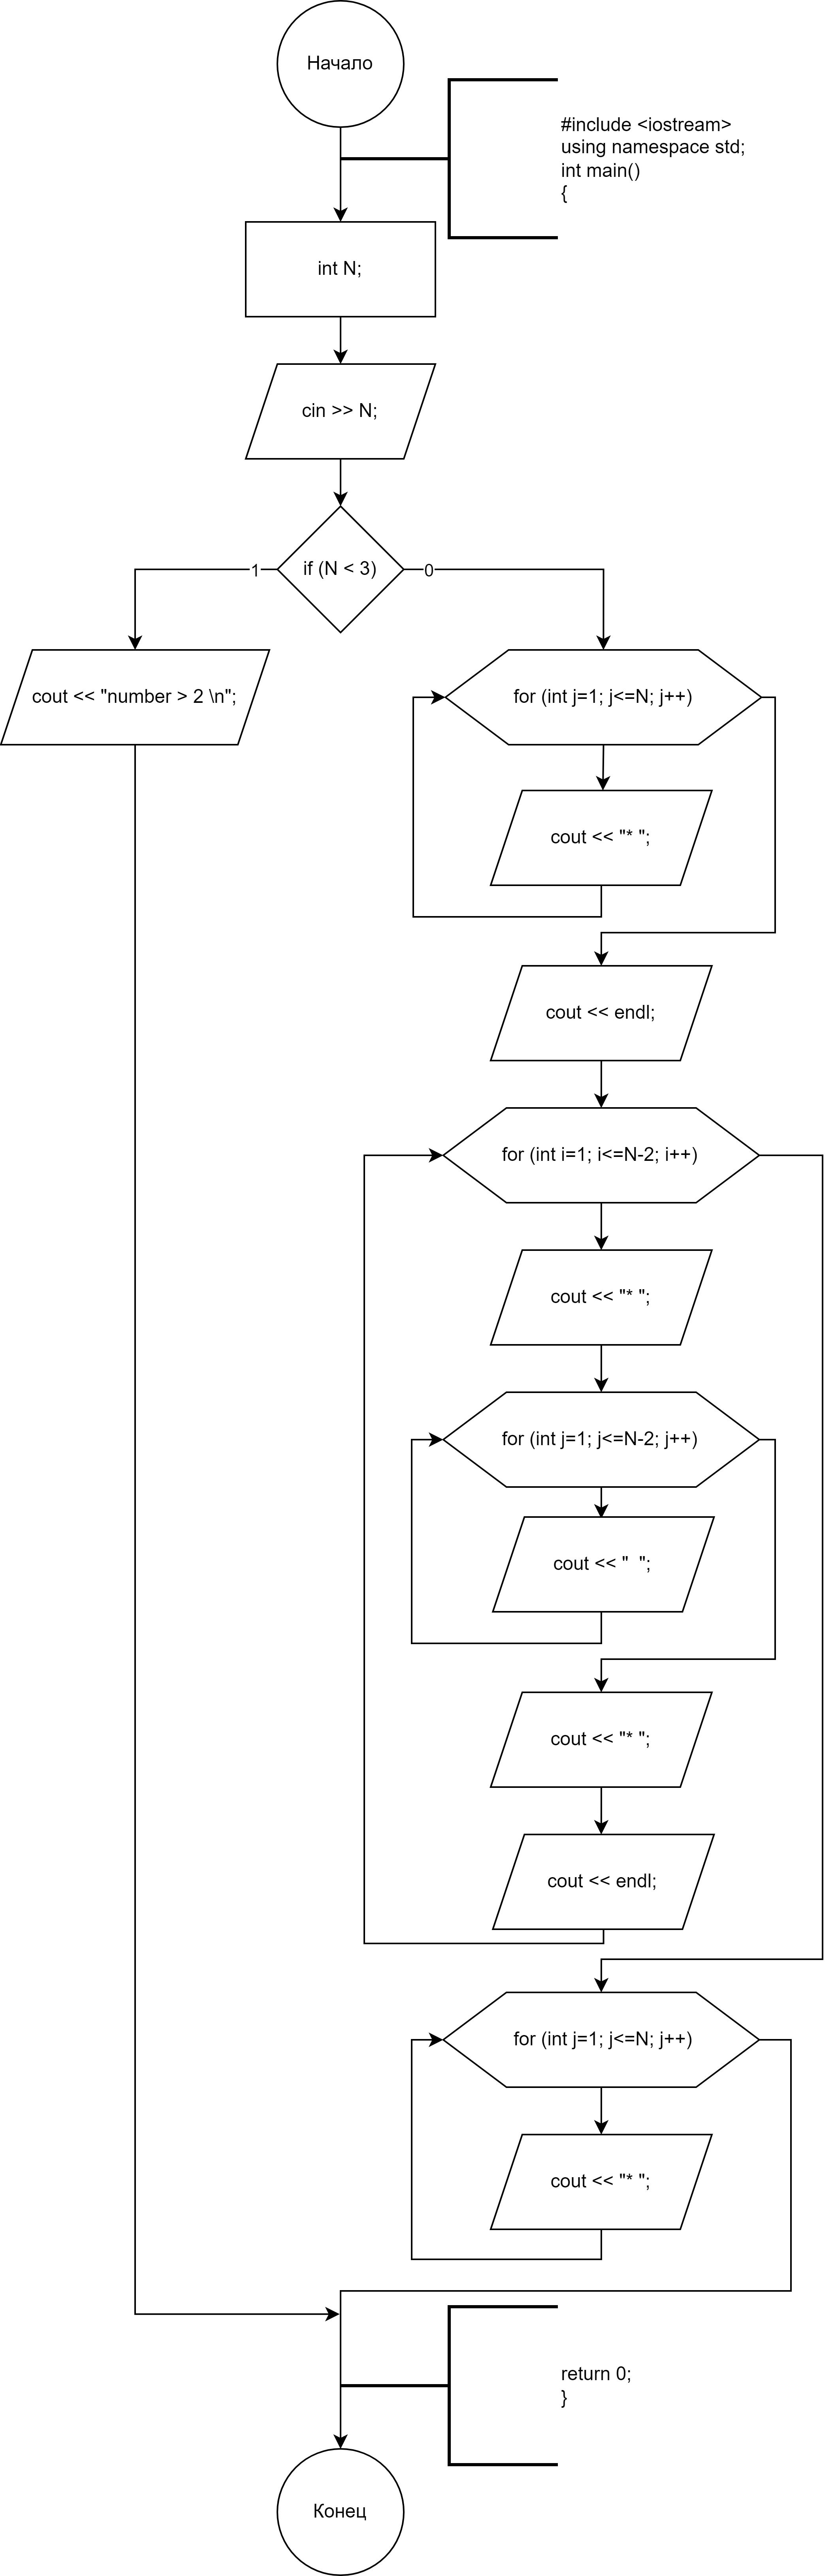 Начало
#include <iostream>
using namespace std;
int main()
{
int N;
cin >> N;
if (N < 3)
1
0
cout << "number > 2 \n";
for (int j=1; j<=N; j++)
cout << "* ";
cout << endl;
for (int i=1; i<=N-2; i++)
cout << "* ";
for (int j=1; j<=N-2; j++)
cout << "  ";
cout << "* ";
cout << endl;
for (int j=1; j<=N; j++)
cout << "* ";
return 0;
}
Конец